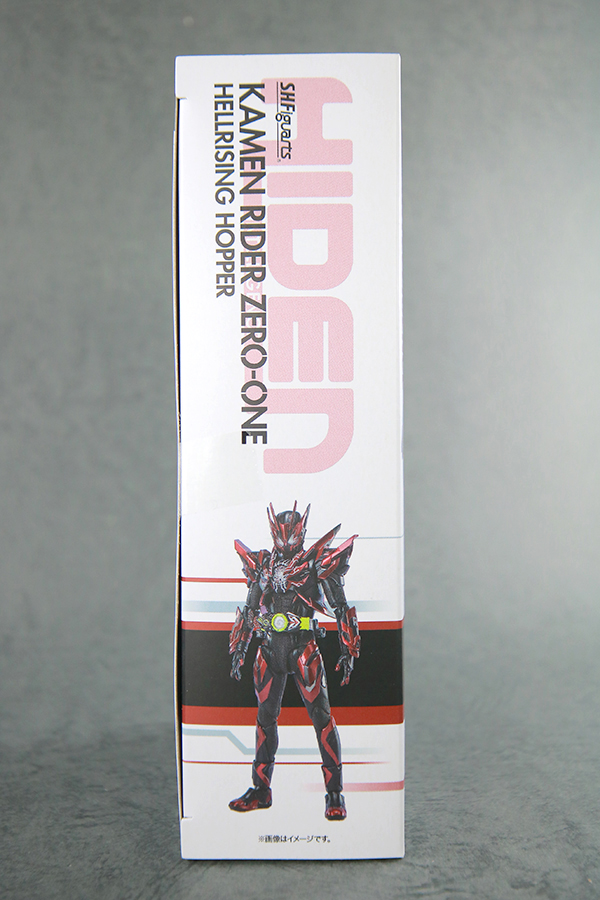 HIDEN
S.H.Figuarts
KAMEN RIDER ZERO-ONE
HELLRISING HOPPER
※画像はイメージです。